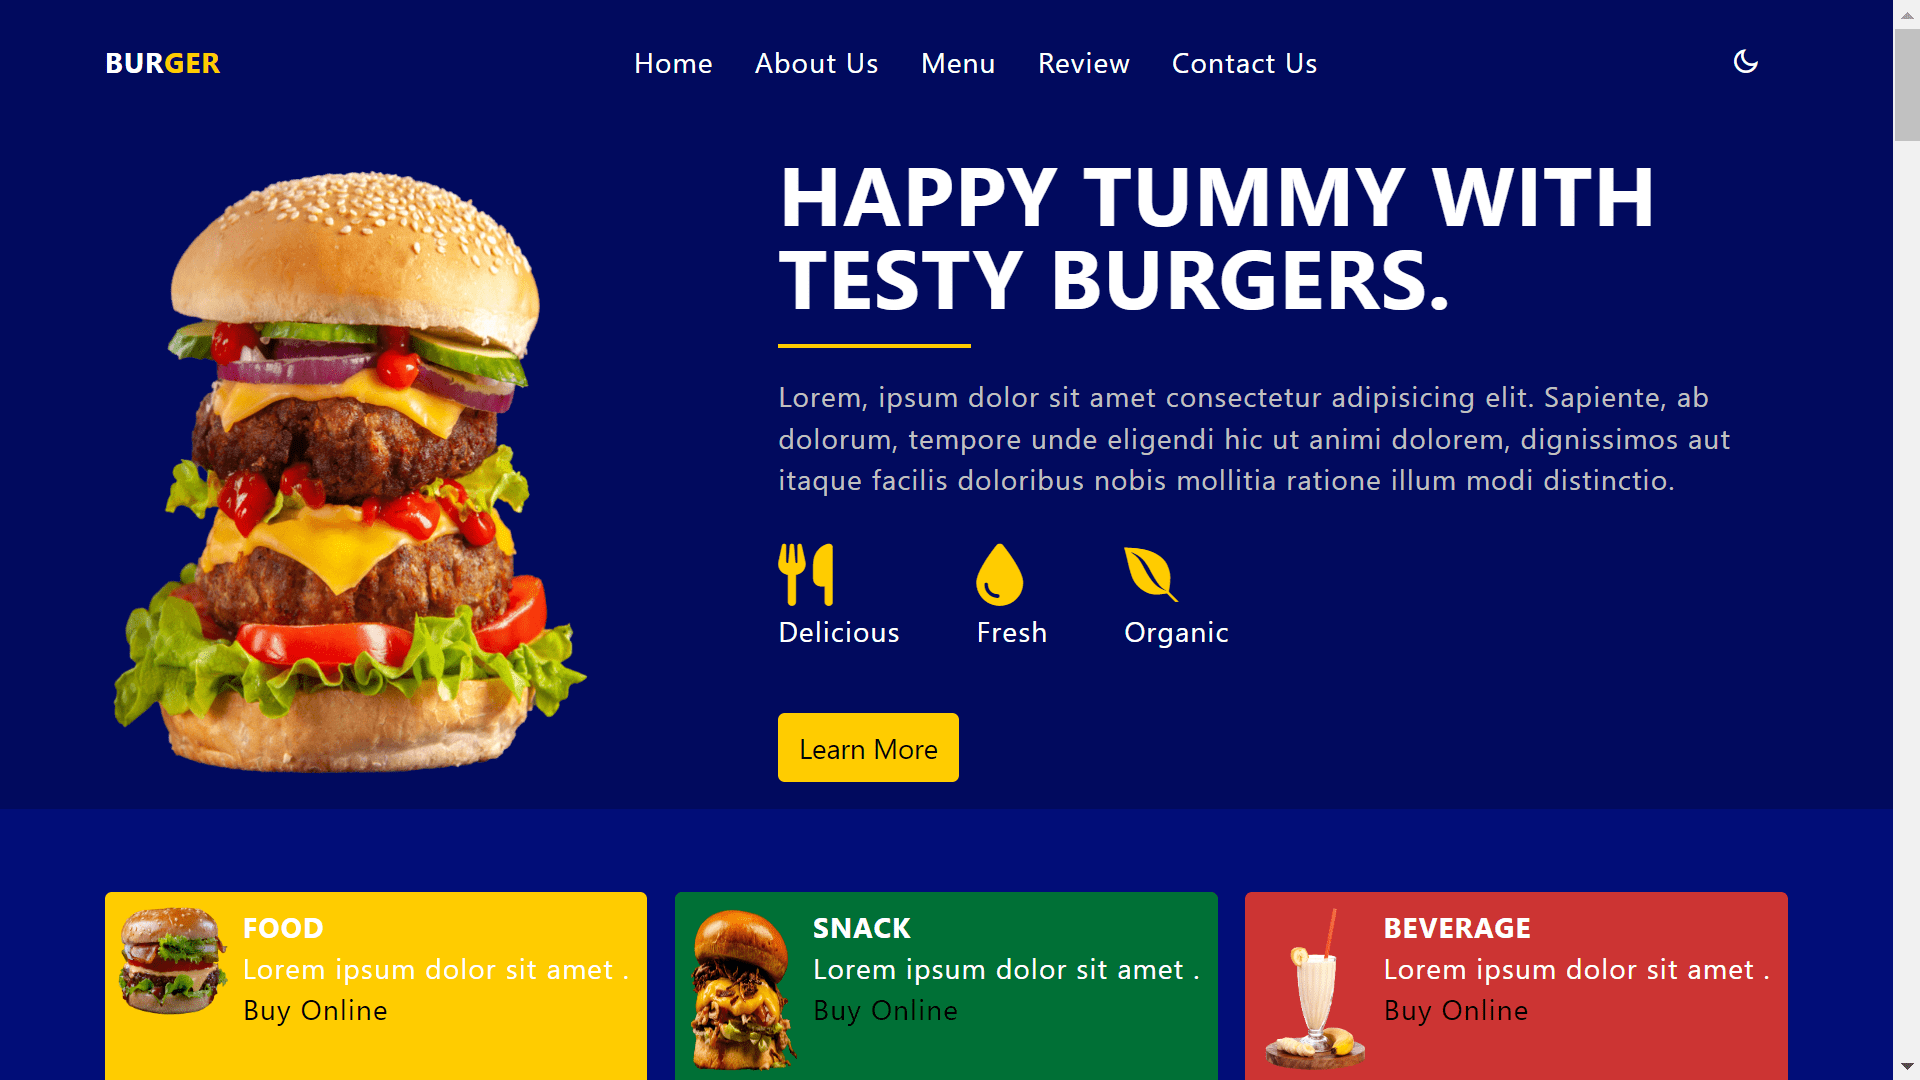 BURGER
Home About Us Menu Review Contact Us
HAPPY TUMMY WITH
TESTY BURGERS.
Lorem, ipsum dolor sit amet consectetur adipisicing elit. Sapiente, ab
dolorum, tempore unde eligendi hic ut animi dolorem, dignissimos aut
itaque facilis doloribus nobis mollitia ratione illum modi distinctio.
Delicious Fresh Organic
Learn More
FOOD
Lorem ipsum dolor sit amet .
Buy Online
SNACK
Lorem ipsum dolor sit amet .
Buy Online
BEVERAGE
Lorem ipsum dolor sit amet .
Buy Online